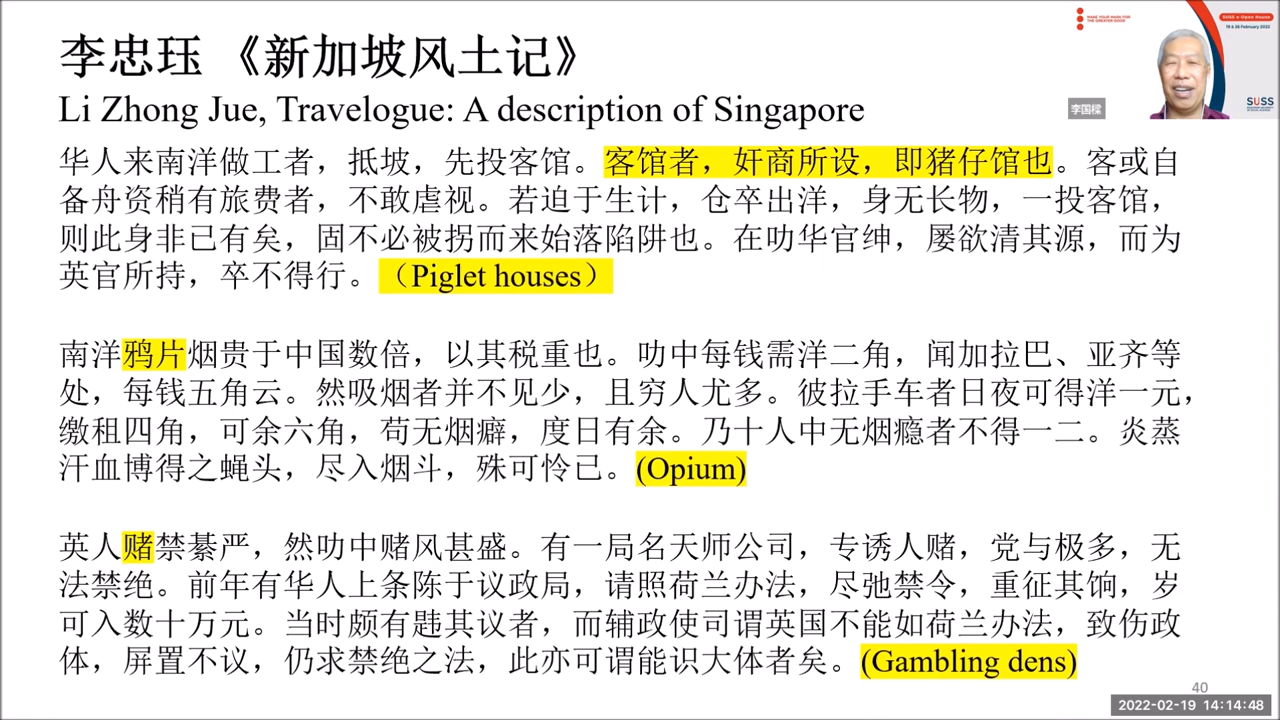 李忠珏 《新加坡风土记》
Li Zhong Jue, Travelogue: A description of Singapore
华人来南洋做工者，抵坡，先投客馆。客馆者，奸商所设，即猪仔馆也。客或自
备舟资稍有旅费者，不敢虐视。若迫于生计，仓卒出洋，身无长物，一投客馆，
则此身非已有矣，固不必被拐而来始落陷阱也。在叻华官绅，屡欲清其源，而为
英官所持，卒不得行。（Piglet houses）
南洋鸦片烟贵于中国数倍，以其税重也。叻中每钱需洋二角，闻加拉巴、亚齐等
处，每钱五角云。然吸烟者并不见少，且穷人尤多。彼拉手车者日夜可得洋一元，
缴租四角，可余六角，苟无烟癖，度日有余。乃十人中无烟瘾者不得一二。炎蒸
汗血博得之蝇头，尽入烟斗，殊可怜已。(Opium)
英人赌禁綦严，然叻中赌风甚盛。有一局名天师公司，专诱人赌，党与极多，无
法禁绝。前年有华人上条陈于议政局，请照荷兰办法，尽弛禁令，重征其饷，岁
可入数十万元。当时颇有韪其议者，而辅政使司谓英国不能如荷兰办法，致伤政
体，屏置不议，仍求禁绝之法，此亦可谓能识大体者矣。(Gambling dens)
MAKE YOUR MARK FOR
THE GREATER GOOD
SUSS e-Open House
19 & 26 February 2022
李国樑
SUSS
40
2022-02-19 14:14:48